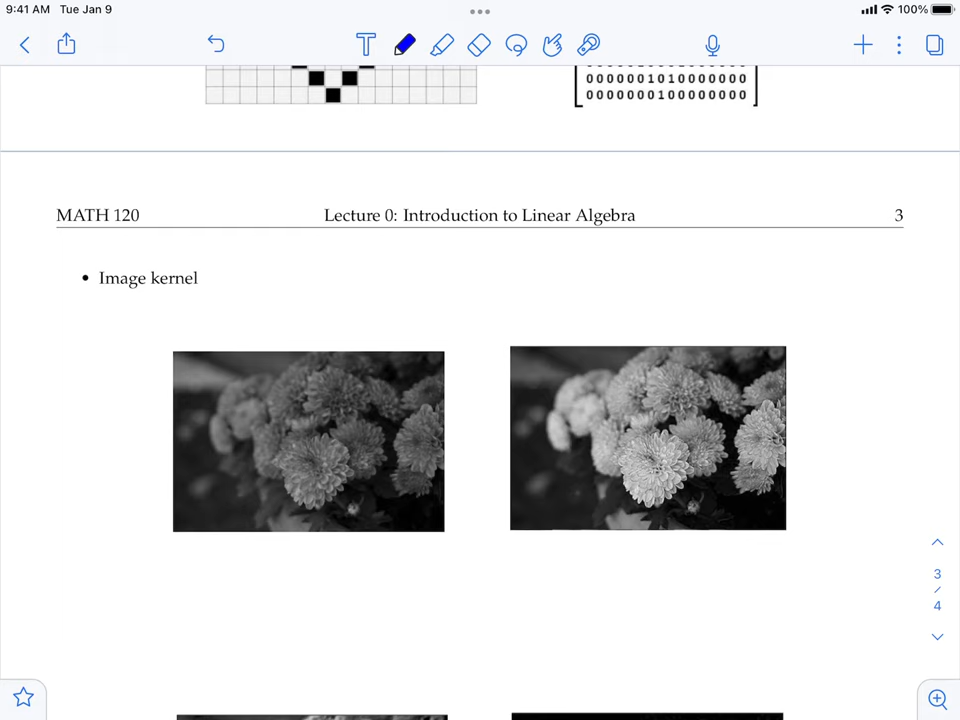 9:41 AM Tue Jan 9
100%
0000001010000000
0000000100000000
MATH 120 Lecture 0: Introduction to Linear Algebra 3
• Image kernel
3
/
4